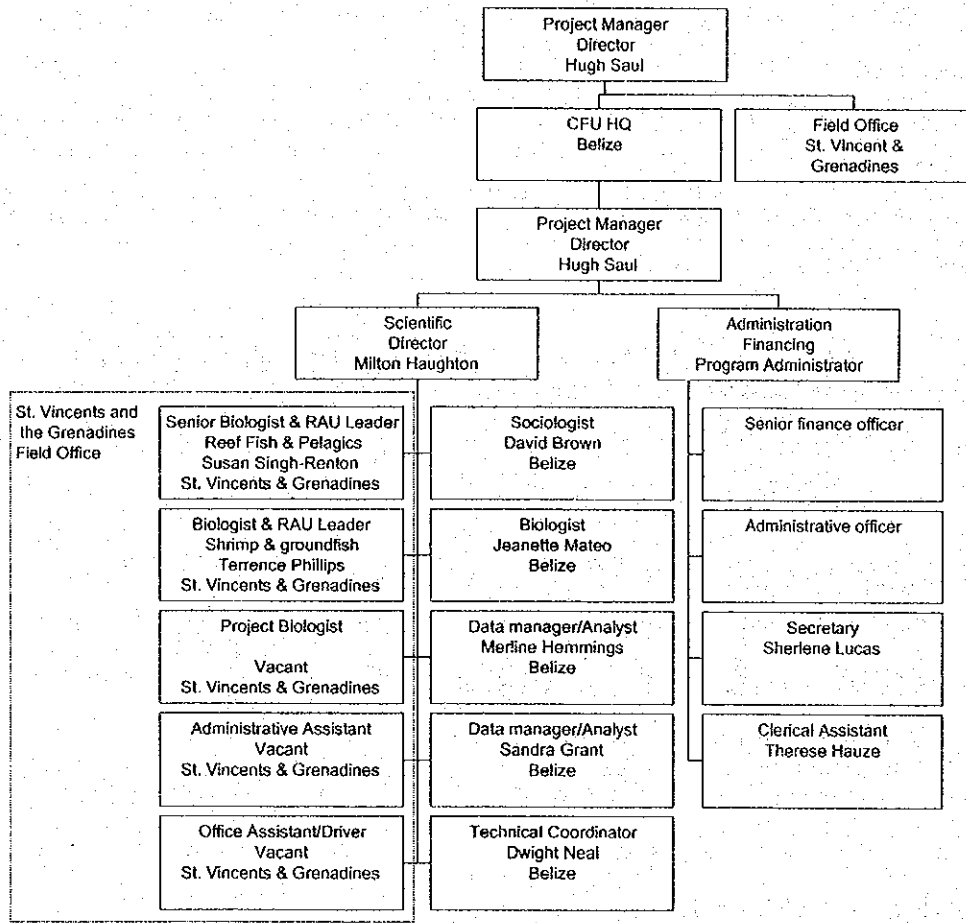 Project Manager
Director
Hugh Saul
CFU HQ
Belize
Field Office
St. Vincent &
Grenadines
Project Manager
Director
Hugh Saul
Scientific
Director
Milton Haughton
Administration
Financing
Program Administrator
St. Vincents and
the Grenadines
Field Office
Senior Biologist & RAU Leader
Reef Fish & Pelagics
Susan Singh-Renton
St. Vincents & Grenadines
Sociologist
David Brown
Belize
Senior finance officer
Biologist & RAU Leader
Shrimp & groundfish
Terrence Phillips
St. Vincents & Grenadines
Biologist
Jeanette Mateo
Belize
Administrative officer
Project Biologist
Vacant
St. Vincents & Grenadines
Data manager/Analyst
Merline Hemmings
Belize
Secretary
Sherlene Lucas
Administrative Assistant
Vacant
St. Vincents & Grenadines
Data manager/Analyst
Sandra Grant
Belize
Clerical Assistant
Therese Hauze
Office Assistant/Driver
Vacant
St. Vincents & Grenadines
Technical Coordinator
Dwight Neal
Belize